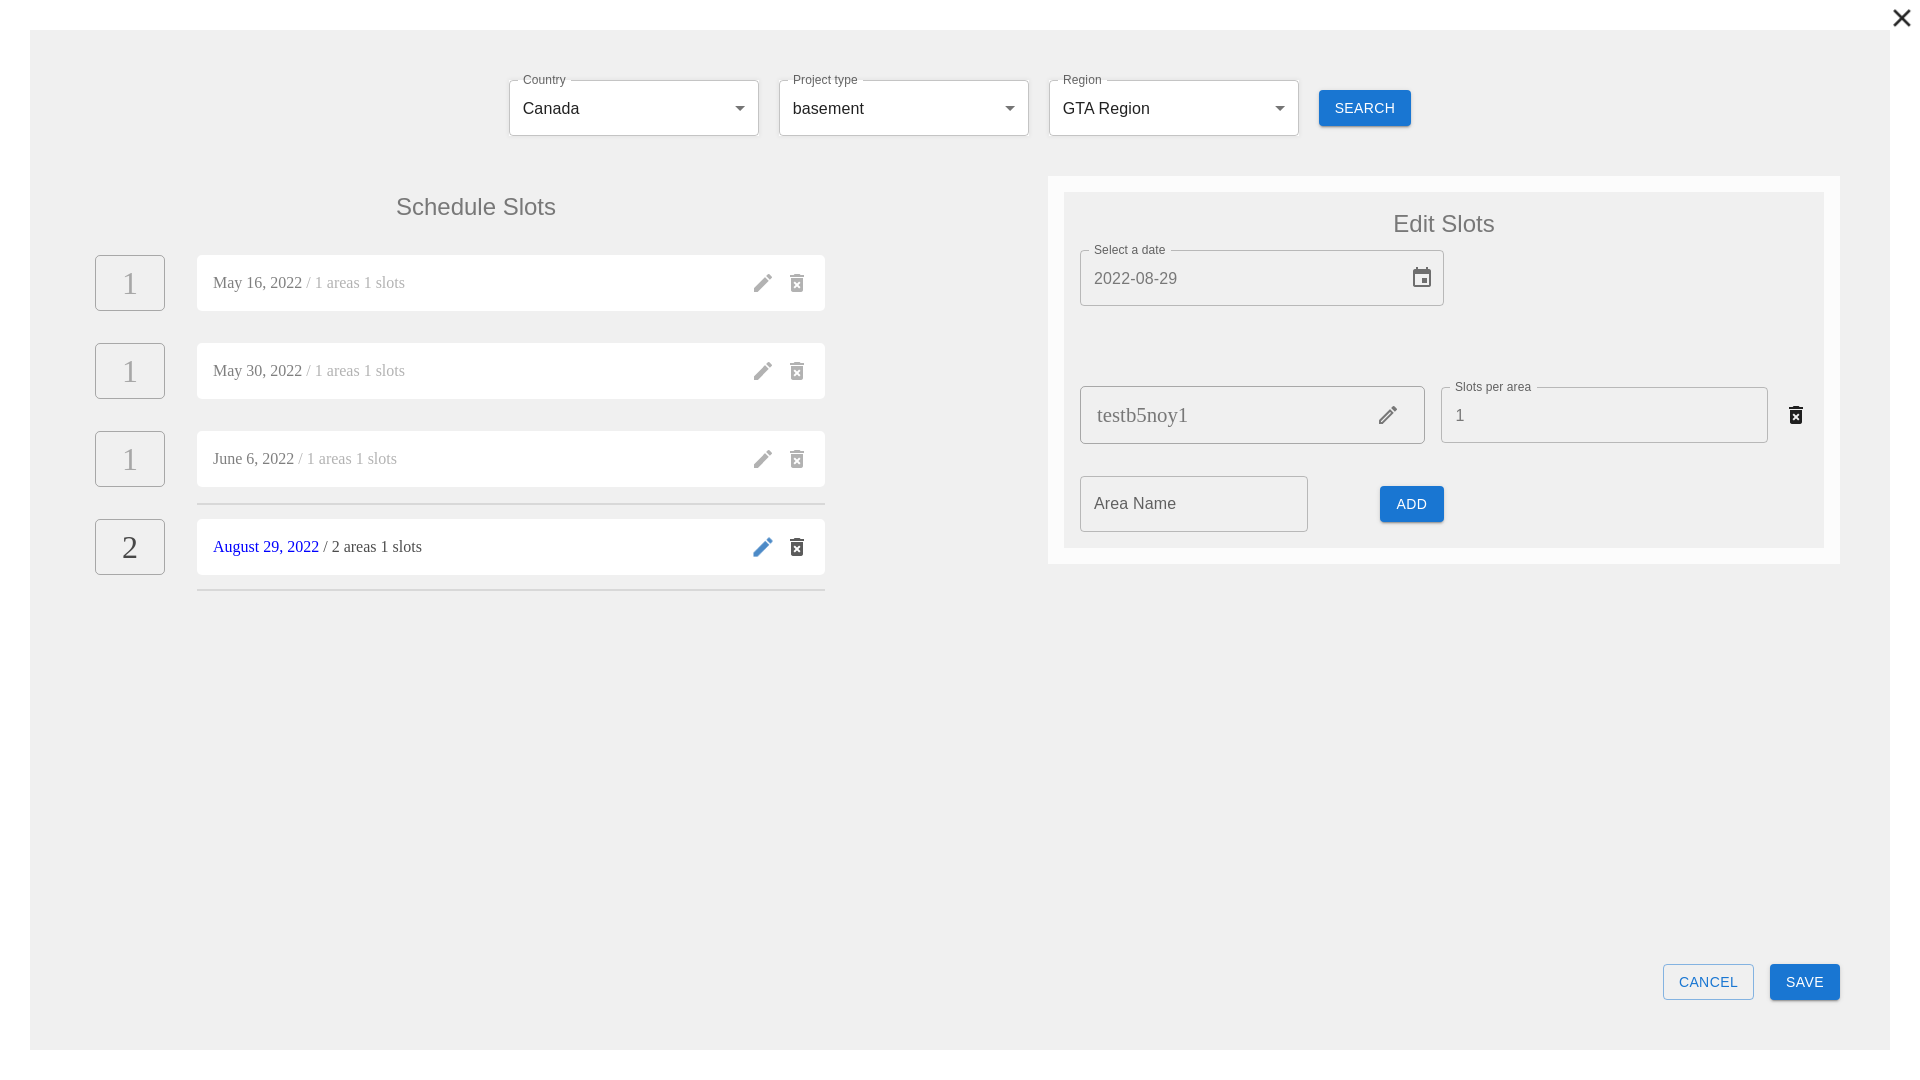 Country
Canada
Project type
basement
Region
GTA Region
SEARCH
Schedule Slots
1
May 16, 2022 / 1 areas 1 slots
1
May 30, 2022 / 1 areas 1 slots
1
June 6, 2022 / 1 areas 1 slots
2
August 29, 2022 / 2 areas 1 slots
Edit Slots
Select a date
2022-08-29
testb5noy1
Slots per area
1
Area Name
ADD
CANCEL
SAVE